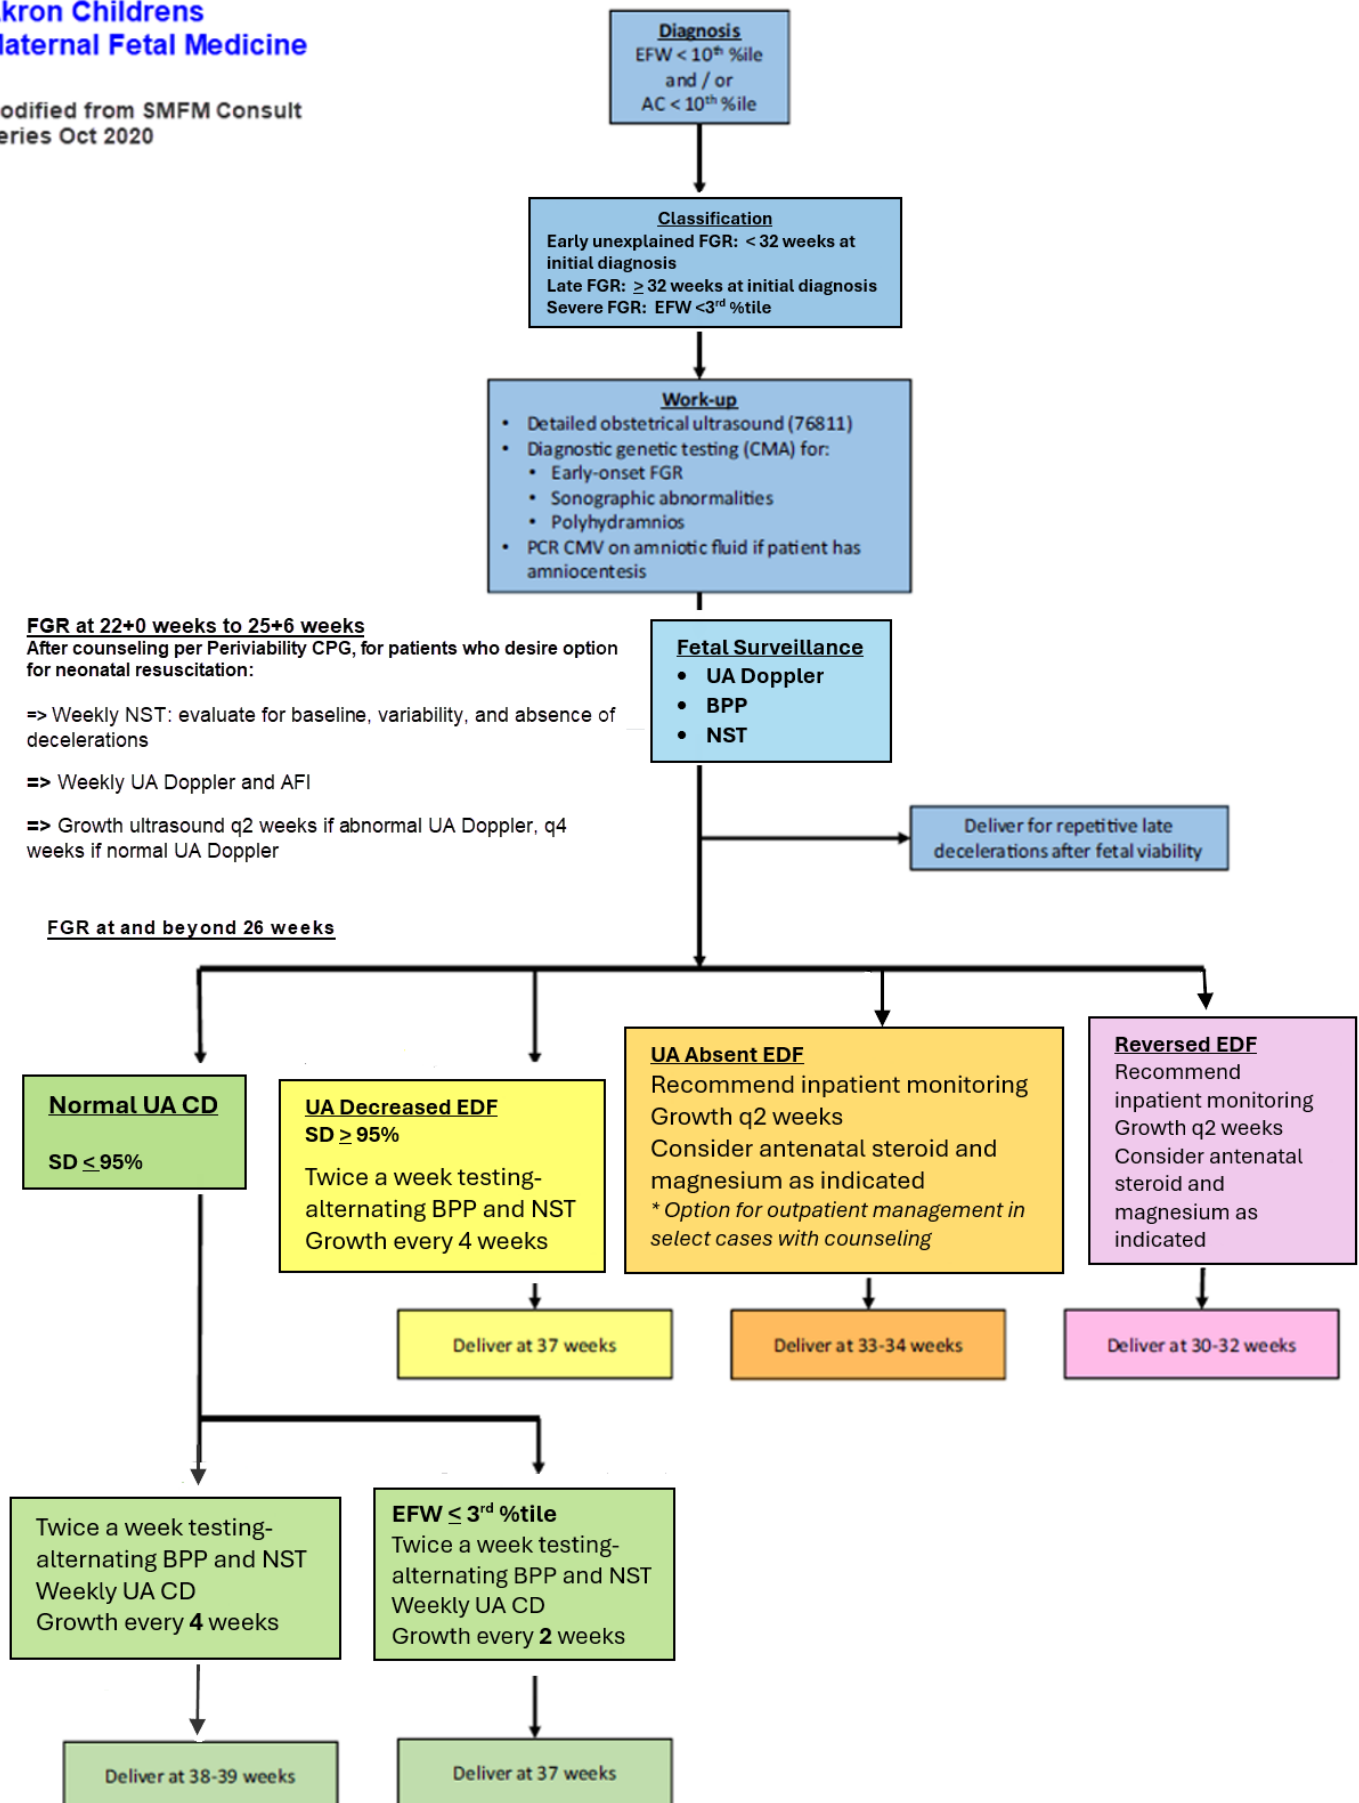 kron Childrens
laternal Fetal Medicine
odified from SMFM Consult
eries Oct 2020
Diagnosis
EFW < 10th %ile
and / or
AC < 10th %ile
Classification
Early unexplained FGR: < 32 weeks at
initial diagnosis
Late FGR: ≥ 32 weeks at initial diagnosis
Severe FGR: EFW <3rd %tile
Work-up
• Detailed obstetrical ultrasound (76811)
• Diagnostic genetic testing (CMA) for:
• Early-onset FGR
• Sonographic abnormalities
• Polyhydramnios
• PCR CMV on amniotic fluid if patient has
amniocentesis
FGR at 22+0 weeks to 25+6 weeks
After counseling per Periviability CPG, for patients who desire option
for neonatal resuscitation:
=> Weekly NST: evaluate for baseline, variability, and absence of
decelerations
=> Weekly UA Doppler and AFI
=> Growth ultrasound q2 weeks if abnormal UA Doppler, q4
weeks if normal UA Doppler
Fetal Surveillance
• UA Doppler
• BPP
• NST
Deliver for repetitive late
decelerations after fetal viability
FGR at and beyond 26 weeks
Normal UA CD
SD ≤ 95%
UA Decreased EDF
SD ≥ 95%
Twice a week testing-
alternating BPP and NST
Growth every 4 weeks
UA Absent EDF
Recommend inpatient monitoring
Growth q2 weeks
Consider antenatal steroid and
magnesium as indicated
* Option for outpatient management in
select cases with counseling
Reversed EDF
Recommend
inpatient monitoring
Growth q2 weeks
Consider antenatal
steroid and
magnesium as
indicated
Deliver at 37 weeks
Deliver at 33-34 weeks
Deliver at 30-32 weeks
Twice a week testing-
alternating BPP and NST
Weekly UA CD
Growth every 4 weeks
EFW ≤ 3rd %tile
Twice a week testing-
alternating BPP and NST
Weekly UA CD
Growth every 2 weeks
Deliver at 38-39 weeks
Deliver at 37 weeks